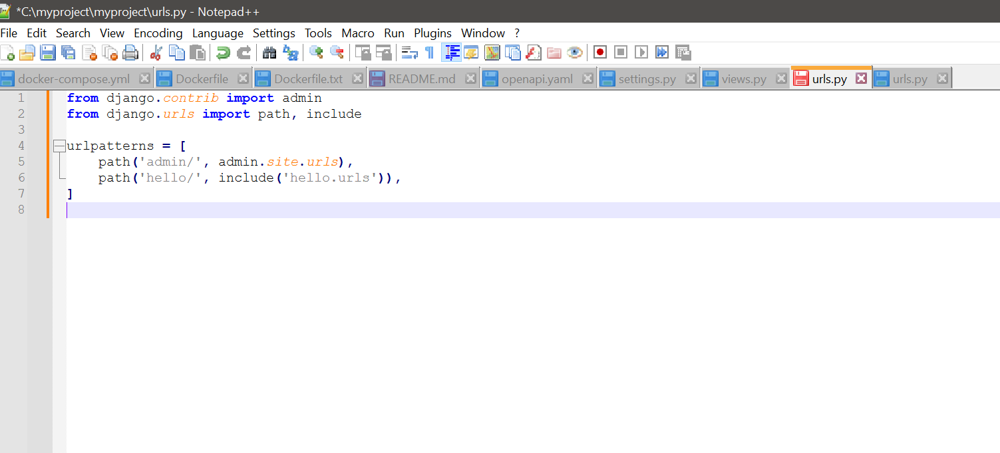 *C:\myproject\myproject\urls.py - Notepad++
File Edit Search View Encoding Language Settings Tools Macro Run Plugins Window ?
docker-compose.yml Dockerfile Dockerfile.txt README.md openapi.yaml settings.py views.py urls.py urls.py
1 from django.contrib import admin
2 from django.urls import path, include
3
4 urlpatterns = [
5     path('admin/', admin.site.urls),
6     path('hello/', include('hello.urls')),
7 ]
8